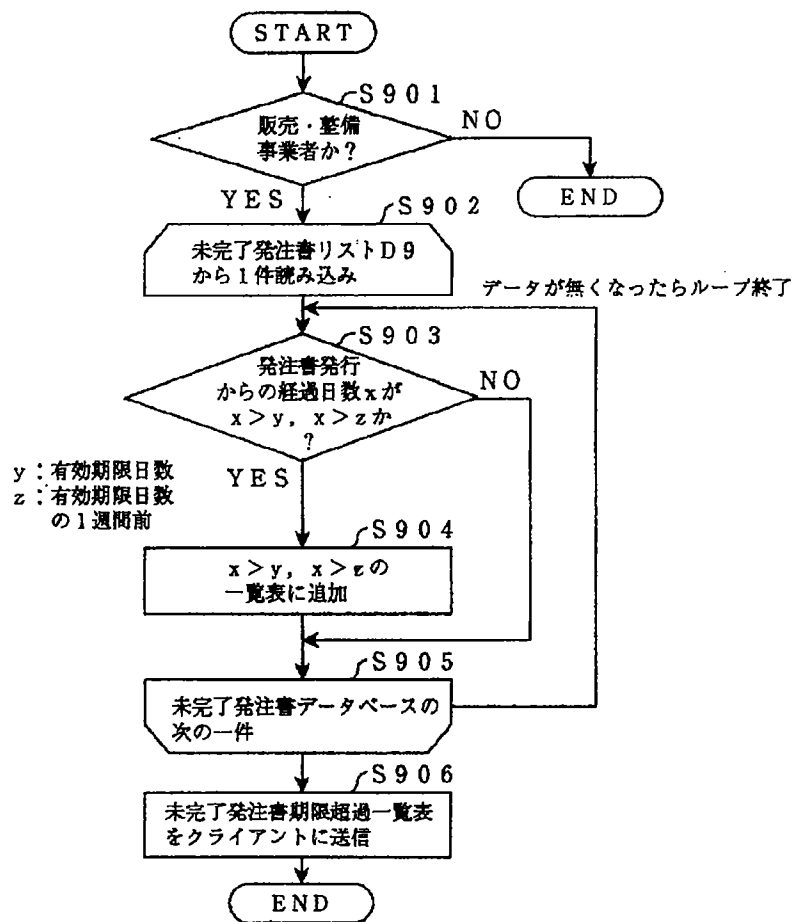 START
S901
販売・整備
事業者か？
NO
END
YES
S902
未完了発注書リストD9
から1件読み込み
データが無くなったらループ終了
S903
発注書発行
からの経過日数xが
x＞y，x＞zか
？
NO
YES
y：有効期限日数
z：有効期限日数
の1週間前
S904
x＞y，x＞zの
一覧表に追加
S905
未完了発注書データベースの
次の一件
S906
未完了発注書期限超過一覧表
をクライアントに送信
END